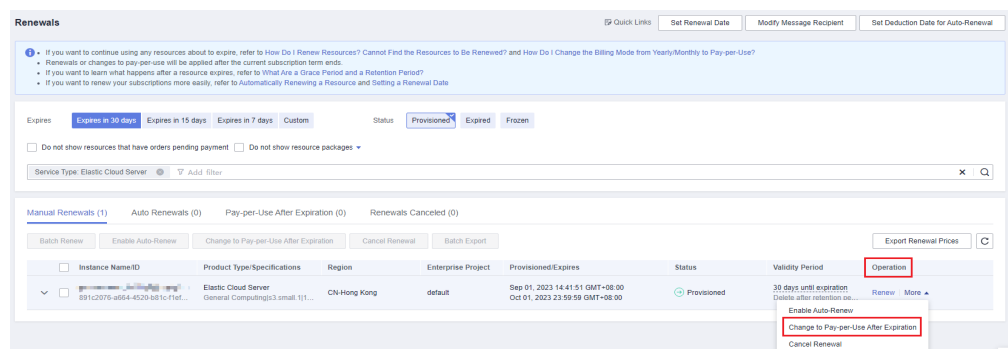 Renewals
Quick Links
Set Renewal Date
Modify Message Recipient
Set Deduction Date for Auto-Renewal
If you want to continue using any resources about to expire, refer to How Do I Renew Resources? Cannot Find the Resources to Be Renewed? and How Do I Change the Billing Mode from Yearly/Monthly to Pay-per-Use?
Renewals or changes to pay-per-use will be applied after the current subscription term ends.
If you want to learn what happens after a resource expires, refer to What Are a Grace Period and a Retention Period?
If you want to renew your subscriptions more easily, refer to Automatically Renewing a Resource and Setting a Renewal Date
Expires
Expires in 30 days
Expires in 15 days
Expires in 7 days
Custom
Status
Provisioned
Expired
Frozen
Do not show resources that have orders pending payment
Do not show resource packages
Service Type: Elastic Cloud Server
Add filter
Manual Renewals (1)
Auto Renewals (0)
Pay-per-Use After Expiration (0)
Renewals Canceled (0)
Batch Renew
Enable Auto-Renew
Change to Pay-per-Use After Expiration
Cancel Renewal
Batch Export
Export Renewal Prices
Instance Name/ID
Product Type/Specifications
Region
Enterprise Project
Provisioned/Expires
Status
Validity Period
Operation
891c2976-a664-4520-b81c-f1ef...
Elastic Cloud Server
General Computing|s3.small.1|1...
CN-Hong Kong
default
Sep 01, 2023 14:41:51 GMT+08:00
Oct 01, 2023 23:59:59 GMT+08:00
Provisioned
30 days until expiration
Delete after retention pe...
Renew
More
Enable Auto-Renew
Change to Pay-per-Use After Expiration
Cancel Renewal